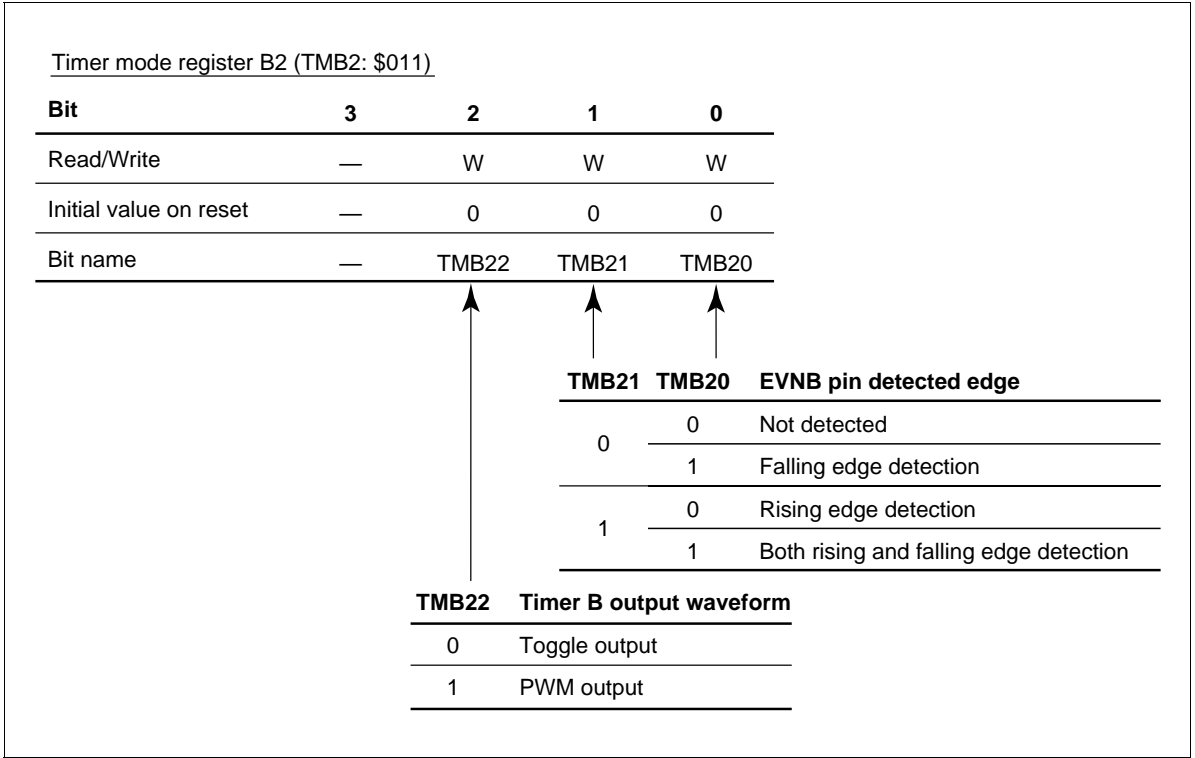 Timer mode register B2 (TMB2: $011)
Bit 3 2 1 0
Read/Write — W W W
Initial value on reset — 0 0 0
Bit name — TMB22 TMB21 TMB20
TMB21 TMB20 EVNB pin detected edge
0 0 Not detected
1 Falling edge detection
1 0 Rising edge detection
1 Both rising and falling edge detection
TMB22 Timer B output waveform
0 Toggle output
1 PWM output